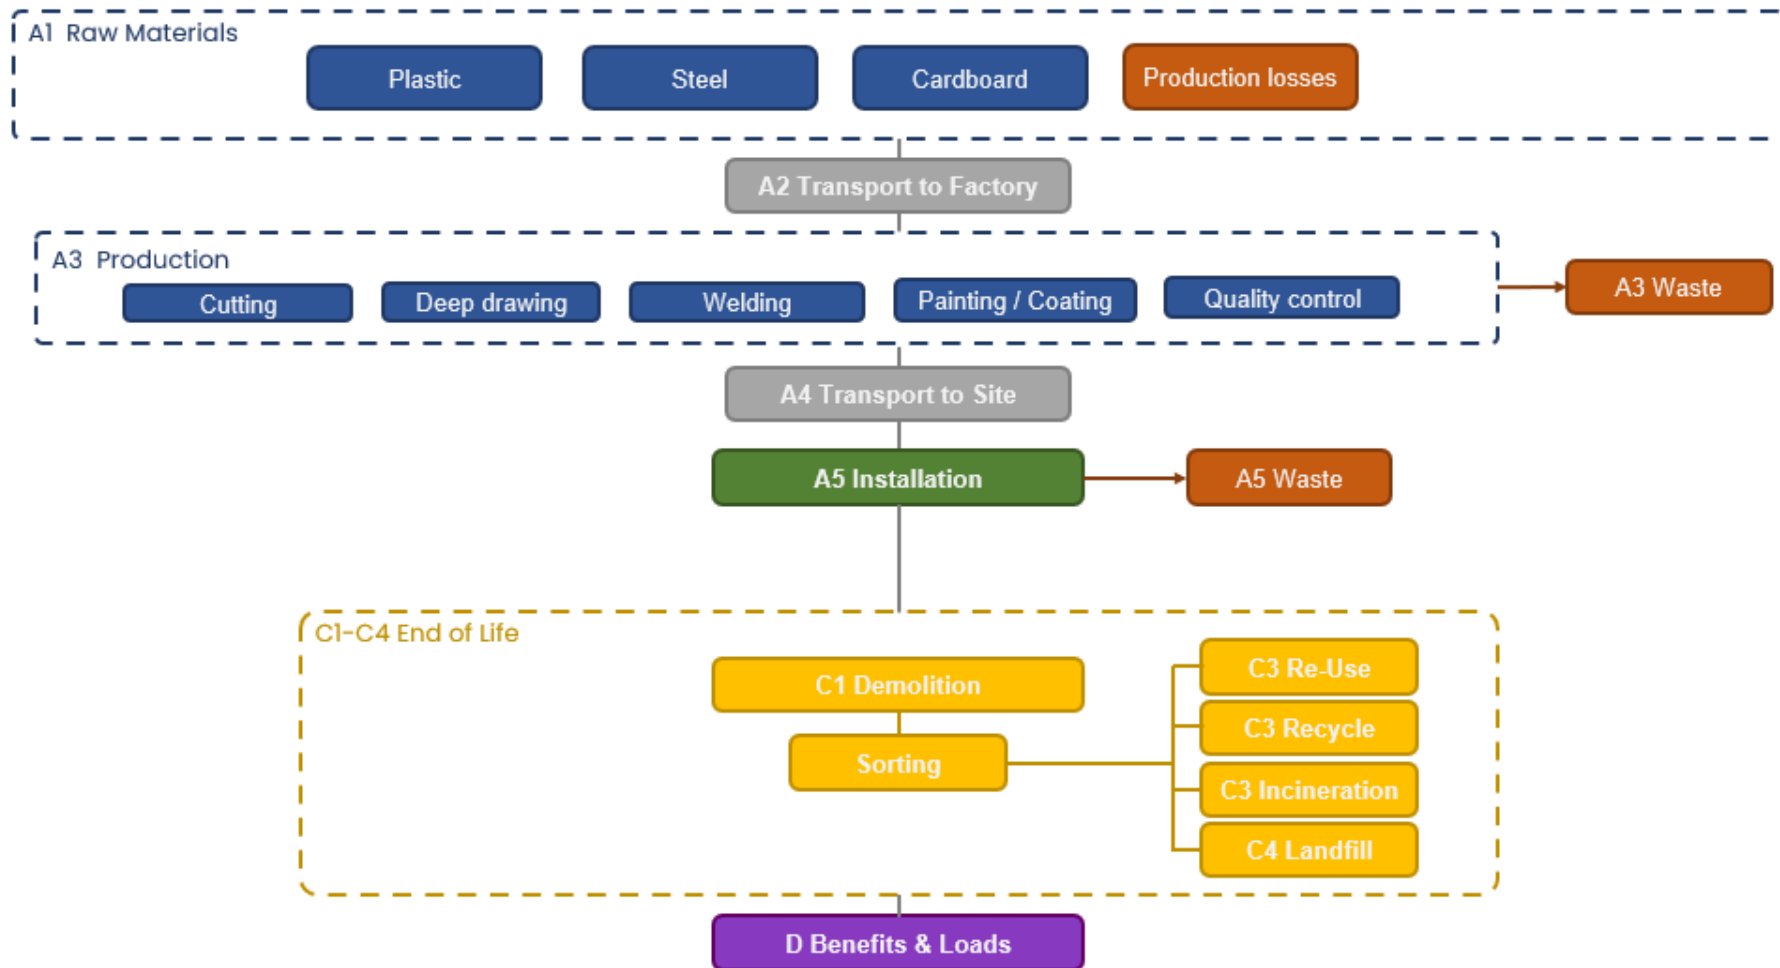 A1 Raw Materials
Plastic
Steel
Cardboard
Production losses
A2 Transport to Factory
A3 Production
Cutting
Deep drawing
Welding
Painting / Coating
Quality control
A3 Waste
A4 Transport to Site
A5 Installation
A5 Waste
C1-C4 End of Life
C1 Demolition
Sorting
C3 Re-Use
C3 Recycle
C3 Incineration
C4 Landfill
D Benefits & Loads